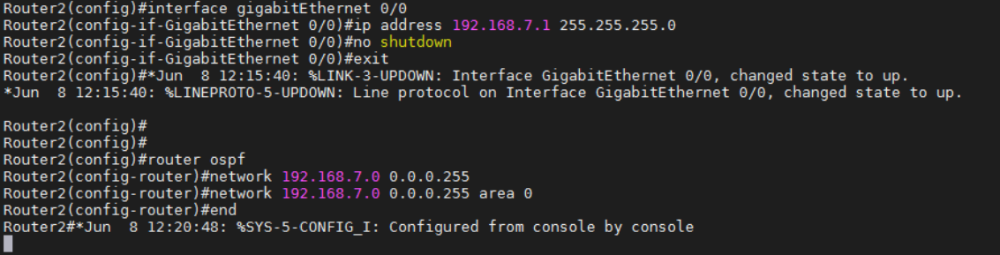 Router2(config)#interface gigabitEthernet 0/0
Router2(config-if-GigabitEthernet 0/0)#ip address 192.168.7.1 255.255.255.0
Router2(config-if-GigabitEthernet 0/0)#no shutdown
Router2(config-if-GigabitEthernet 0/0)#exit
Router2(config)#*Jun  8 12:15:40: %LINK-3-UPDOWN: Interface GigabitEthernet 0/0, changed state to up.
*Jun  8 12:15:40: %LINEPROTO-5-UPDOWN: Line protocol on Interface GigabitEthernet 0/0, changed state to up.

Router2(config)#
Router2(config)#
Router2(config)#router ospf
Router2(config-router)#network 192.168.7.0 0.0.0.255
Router2(config-router)#network 192.168.7.0 0.0.0.255 area 0
Router2(config-router)#end
Router2#*Jun  8 12:20:48: %SYS-5-CONFIG_I: Configured from console by console